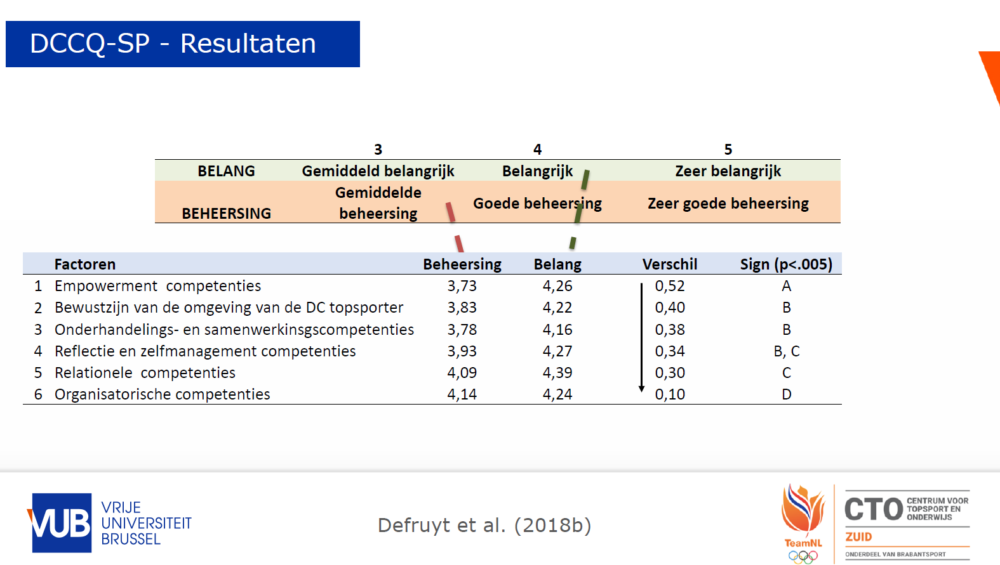 DCCQ-SP - Resultaten
3 4 5
BELANG Gemiddeld belangrijk Belangrijk Zeer belangrijk
BEHEERSING Gemiddelde beheersing Goede beheersing Zeer goede beheersing
Factoren Beheersing Belang Verschil Sign (p<.005)
1 Empowerment competenties 3,73 4,26 0,52 A
2 Bewustzijn van de omgeving van de DC topsporter 3,83 4,22 0,40 B
3 Onderhandelings- en samenwerkinsgscompetenties 3,78 4,16 0,38 B
4 Reflectie en zelfmanagement competenties 3,93 4,27 0,34 B, C
5 Relationele competenties 4,09 4,39 0,30 C
6 Organisatorische competenties 4,14 4,24 0,10 D
VUB
VRIJE
UNIVERSITEIT
BRUSSEL
Defruyt et al. (2018b)
TeamNL
CTO
CENTRUM VOOR
TOPSPORT EN
ONDERWIJS
ZUID
ONDERDEEL VAN BRABANTSPORT